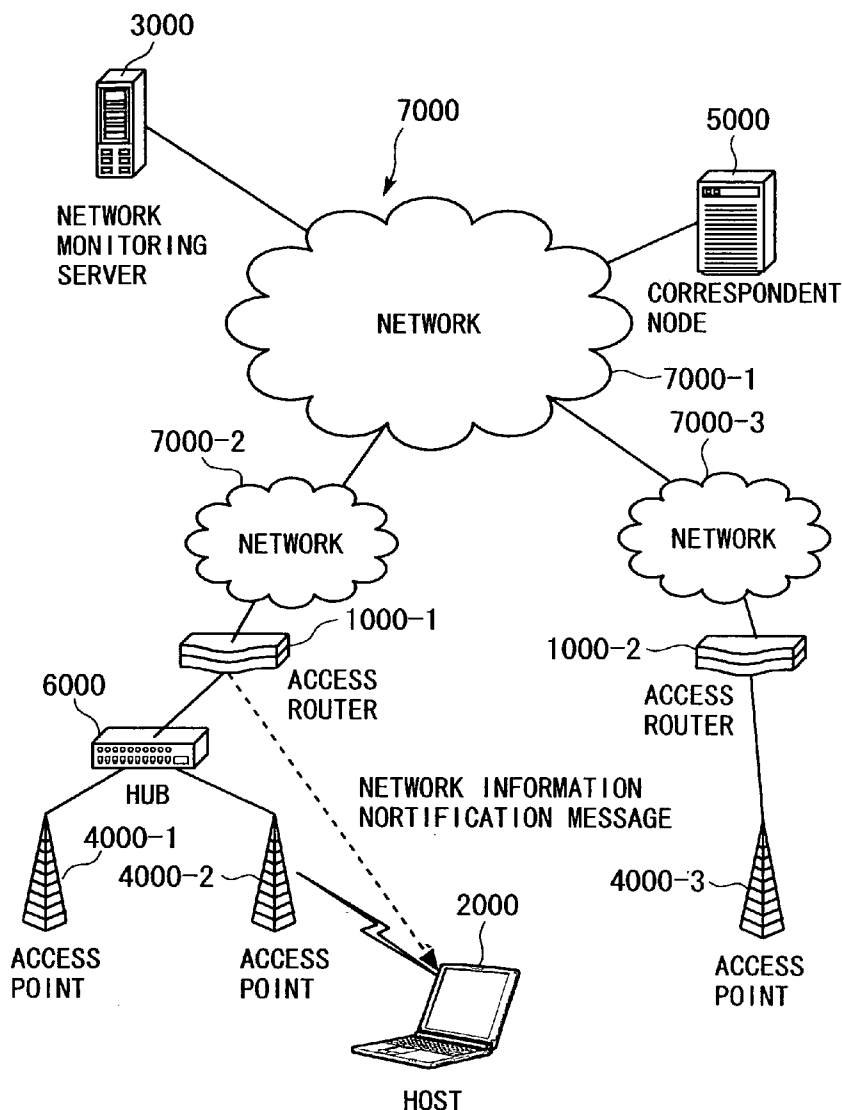 3000
7000
5000
NETWORK
MONITORING
SERVER
CORRESPONDENT
NODE
NETWORK
7000-1
7000-2
7000-3
NETWORK
NETWORK
1000-1
1000-2
ACCESS
ROUTER
ACCESS
ROUTER
6000
HUB
NETWORK INFORMATION
NORTIFICATION MESSAGE
4000-1
4000-2
4000-3
2000
ACCESS
POINT
ACCESS
POINT
ACCESS
POINT
HOST